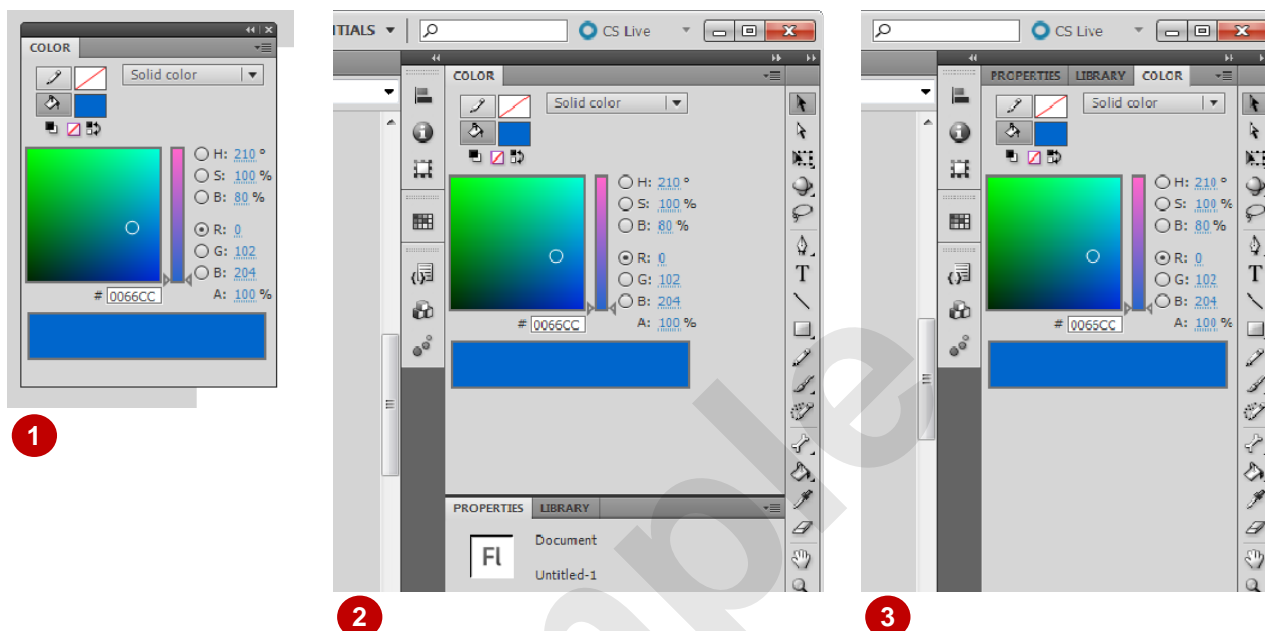 COLOR
Solid color
H: 210 °
S: 100 %
B: 80 %
R: 0
G: 102
B: 204
# 0066CC
A: 100 %
1
TIALS
CS Live
COLOR
Solid color
H: 210 °
S: 100 %
B: 80 %
R: 0
G: 102
B: 204
# 0066CC
A: 100 %
T
PROPERTIES LIBRARY
Fl
Document
Untitled-1
2
CS Live
PROPERTIES LIBRARY COLOR
Solid color
H: 210 °
S: 100 %
B: 80 %
R: 0
G: 102
B: 204
# 0066CC
A: 100 %
T
3